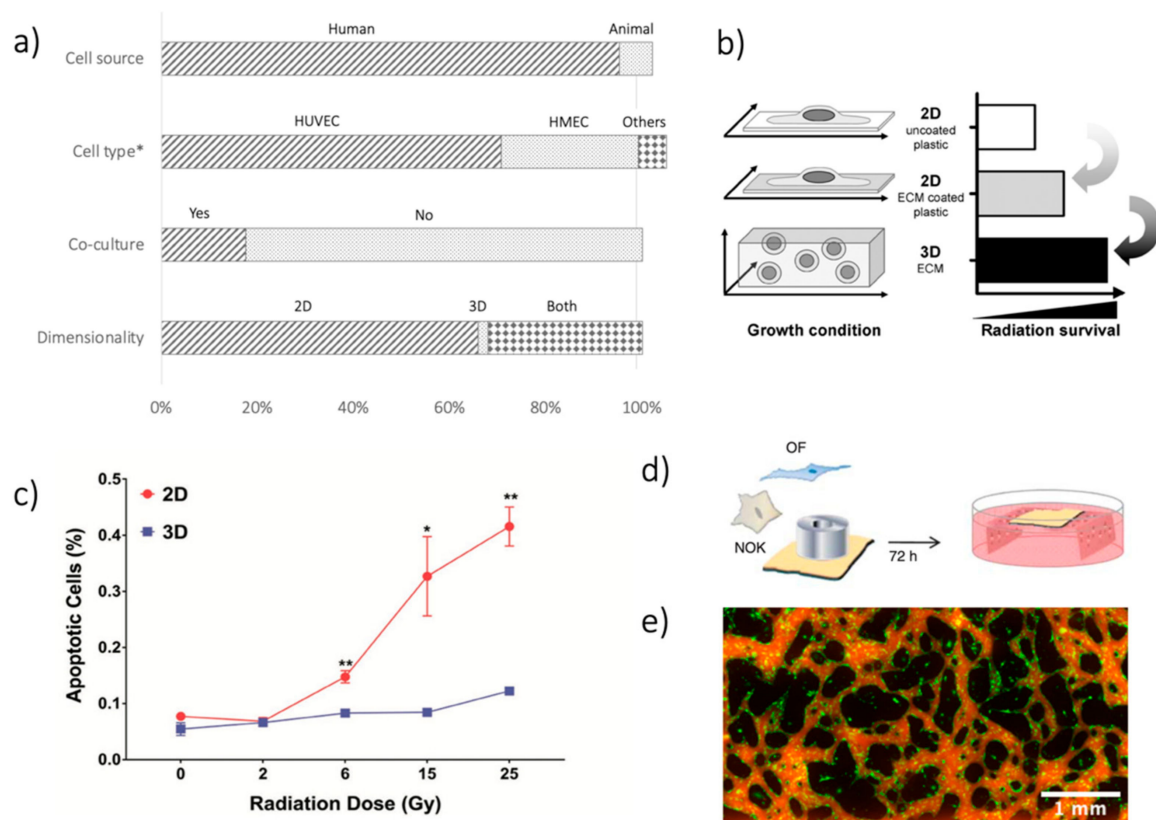 a)
Human Animal
Cell source
HUVEC HMEC Others
Cell type*
Yes No
Co-culture
2D 3D Both
Dimensionality
0% 20% 40% 60% 80% 100%
b)
2D
uncoated
plastic
2D
ECM coated
plastic
3D
ECM
Growth condition
Radiation survival
c)
2D
3D
Apoptotic Cells (%)
0.5
0.4
0.3
0.2
0.1
0.0
**
*
**
0 2 6 15 25
Radiation Dose (Gy)
d)
OF
NOK
72 h
e)
1 mm